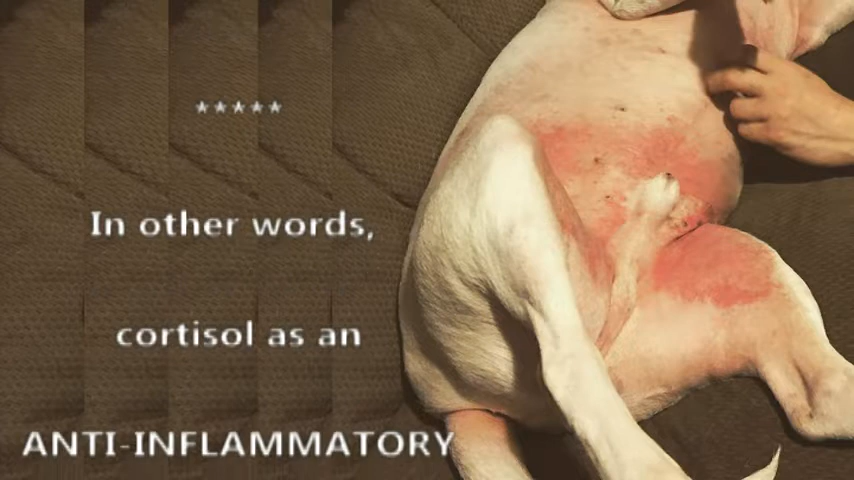 *****
In other words,
cortisol as an
ANTI-INFLAMMATORY